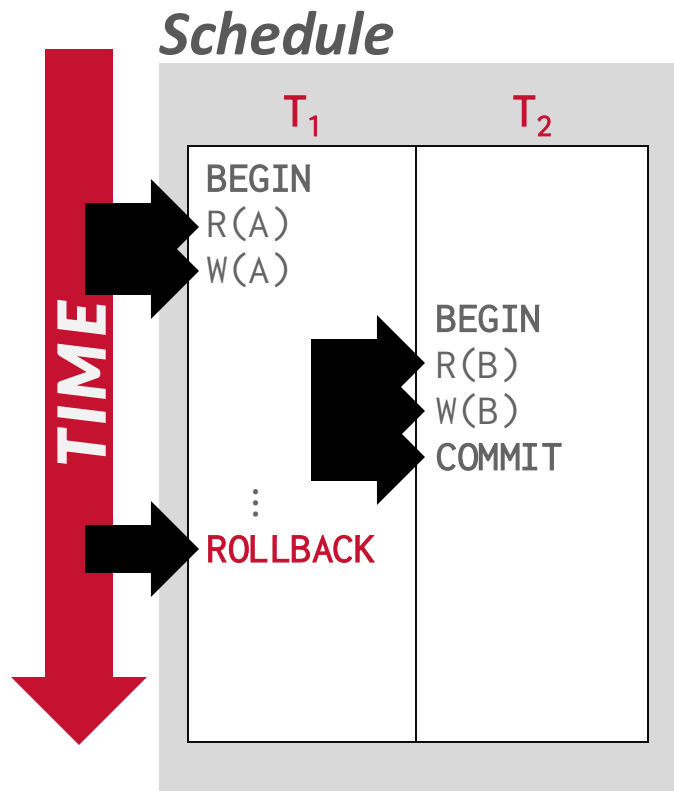 Schedule
T1
T2
BEGIN
R(A)
W(A)
BEGIN
R(B)
W(B)
COMMIT
⋮
ROLLBACK
TIME